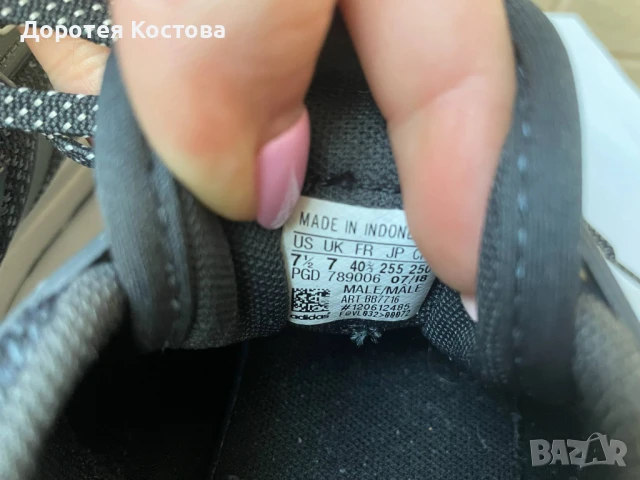 Доротея Костова
MADE IN INDONE
US UK FR JP C
7½ 7 40⅔ 255 250
PGD 789006 07/18
MALE/MALE
ART BB7716
#120612485
adidas
BAZAR